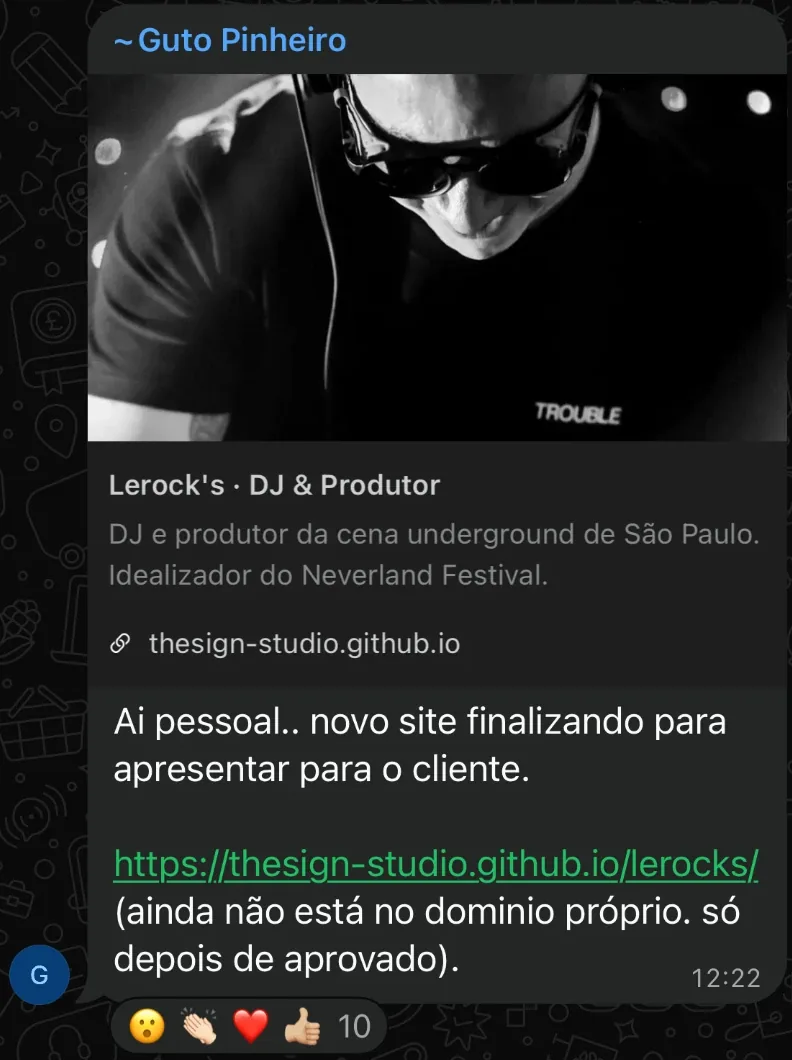 ~Guto Pinheiro
TROUBLE
Lerock's · DJ & Produtor
DJ e produtor da cena underground de São Paulo.
Idealizador do Neverland Festival.
thesign-studio.github.io
Ai pessoal.. novo site finalizando para
apresentar para o cliente.
https://thesign-studio.github.io/lerocks/
(ainda não está no dominio próprio. só
depois de aprovado).
12:22
G
😮 👏🏼 ❤️ 👍🏼 10